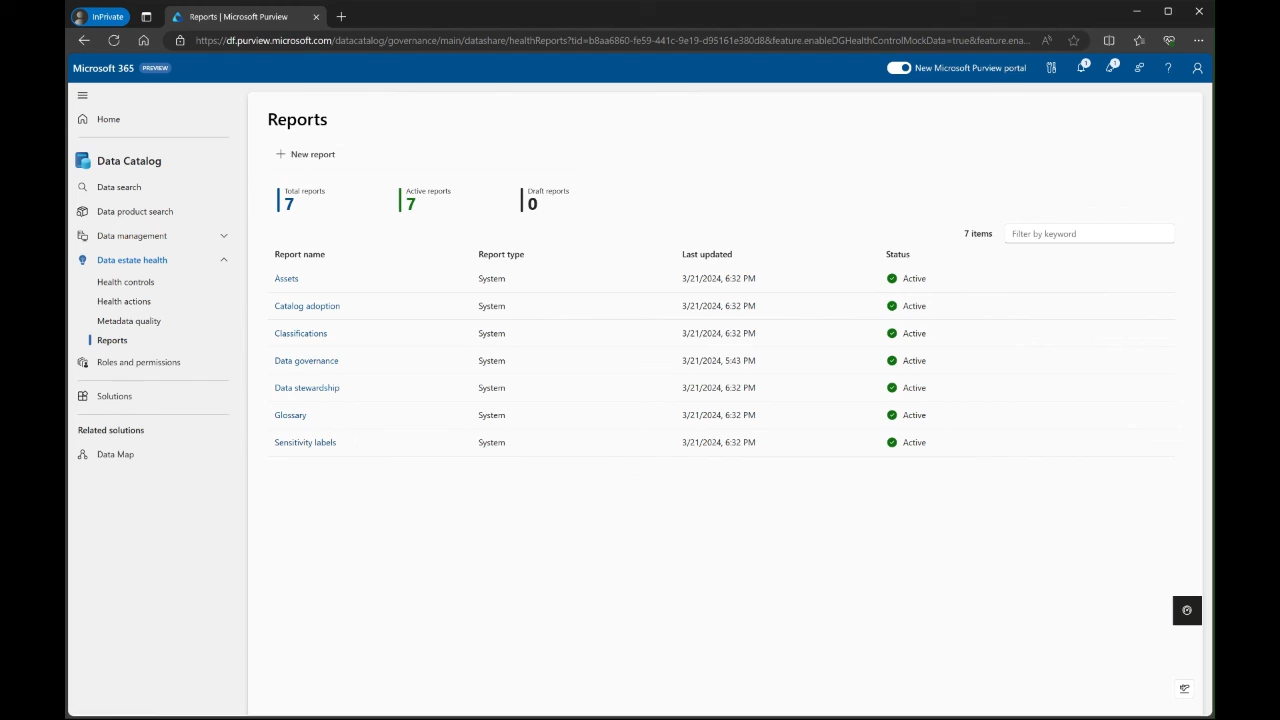 InPrivate
Reports | Microsoft Purview
https://df.purview.microsoft.com/datacatalog/governance/main/datashare/healthReports?tid=b8aa6860-fe59-441c-9e19-d95161e380d8&feature.enableDGHealthControlMockData=true&feature.ena...
Microsoft 365 PREVIEW
New Microsoft Purview portal
1
1
Home
Data Catalog
Data search
Data product search
Data management
Data estate health
Health controls
Health actions
Metadata quality
Reports
Roles and permissions
Solutions
Related solutions
Data Map
Reports
New report
Total reports
7
Active reports
7
Draft reports
0
7 items
Filter by keyword
Report name Report type Last updated Status
Assets System 3/21/2024, 6:32 PM Active
Catalog adoption System 3/21/2024, 6:32 PM Active
Classifications System 3/21/2024, 6:32 PM Active
Data governance System 3/21/2024, 5:43 PM Active
Data stewardship System 3/21/2024, 6:32 PM Active
Glossary System 3/21/2024, 6:32 PM Active
Sensitivity labels System 3/21/2024, 6:32 PM Active